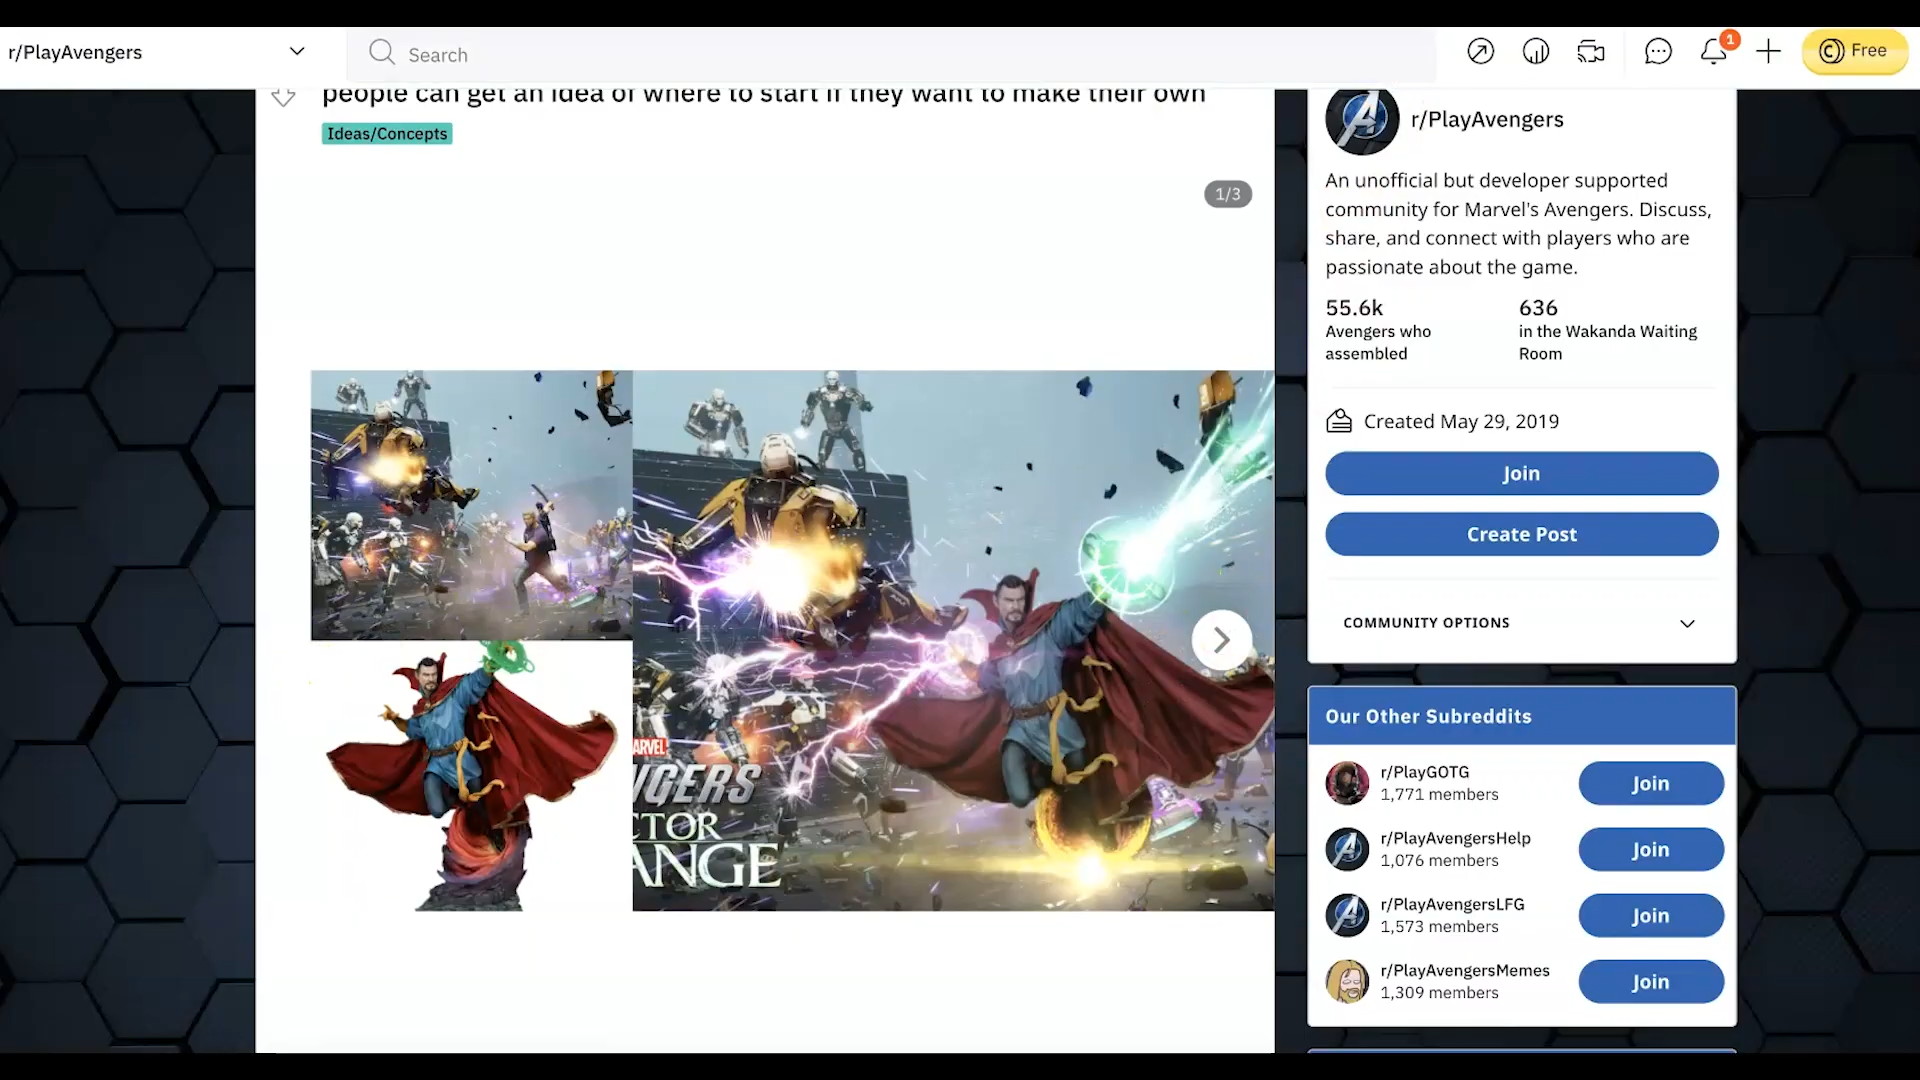 r/PlayAvengers
Search
1
Free
people can get an idea of where to start if they want to make their own
Ideas/Concepts
1/3
MARVEL
NGERS
CTOR
ANGE
r/PlayAvengers
An unofficial but developer supported
community for Marvel's Avengers. Discuss,
share, and connect with players who are
passionate about the game.
55.6k
636
Avengers who
assembled
in the Wakanda Waiting
Room
Created May 29, 2019
Join
Create Post
COMMUNITY OPTIONS
Our Other Subreddits
r/PlayGOTG
1,771 members
Join
r/PlayAvengersHelp
1,076 members
Join
r/PlayAvengersLFG
1,573 members
Join
r/PlayAvengersMemes
1,309 members
Join